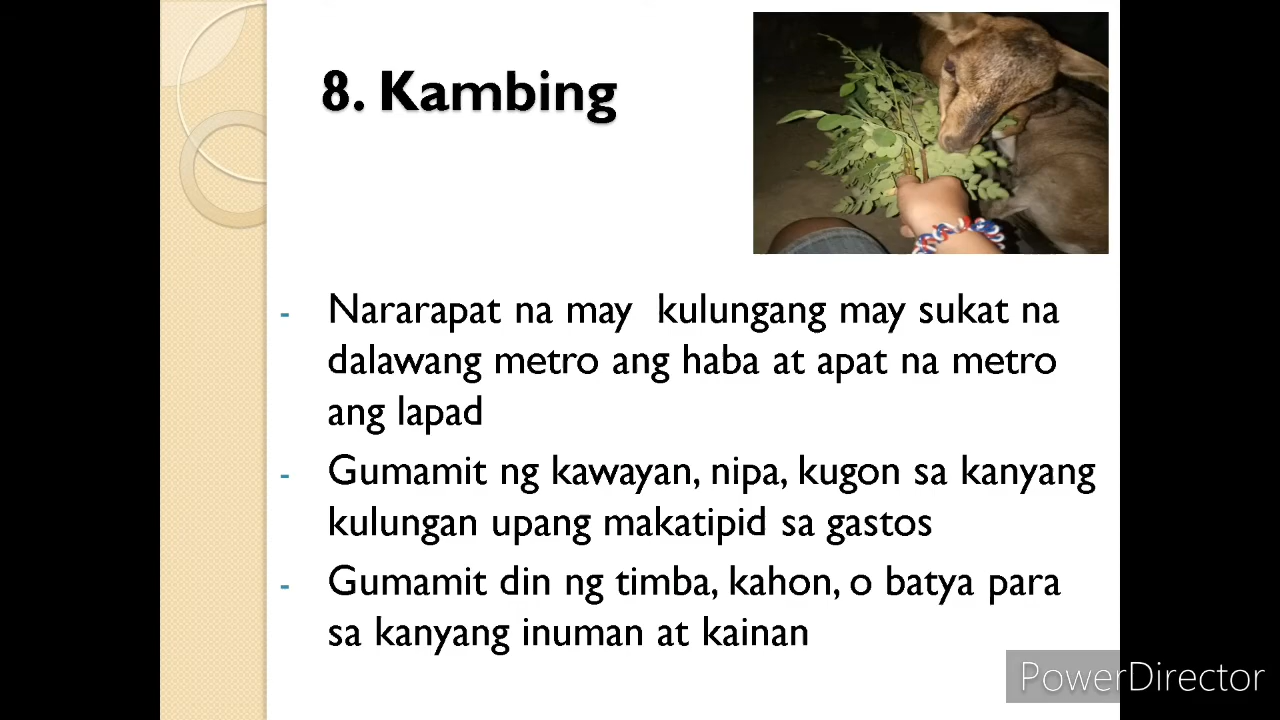 8. Kambing
- Nararapat na may kulungang may sukat na
dalawang metro ang haba at apat na metro
ang lapad
- Gumamit ng kawayan, nipa, kugon sa kanyang
kulungan upang makatipid sa gastos
- Gumamit din ng timba, kahon, o batya para
sa kanyang inuman at kainan
PowerDirector